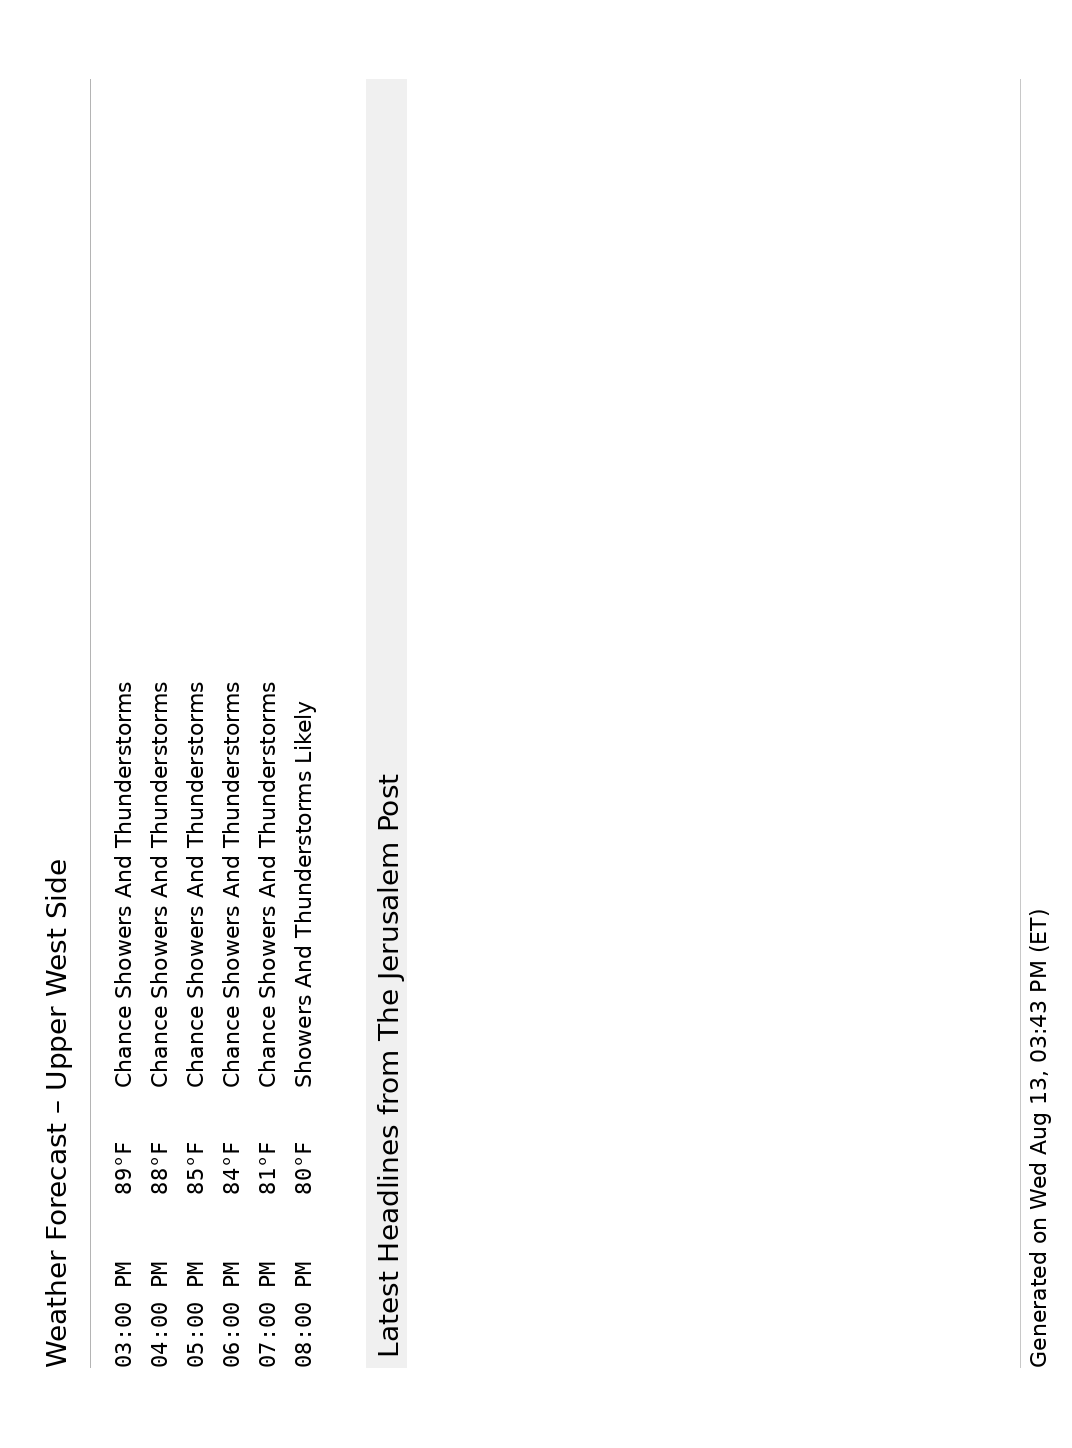 Weather Forecast – Upper West Side
03:00 PM 89°F Chance Showers And Thunderstorms
04:00 PM 88°F Chance Showers And Thunderstorms
05:00 PM 85°F Chance Showers And Thunderstorms
06:00 PM 84°F Chance Showers And Thunderstorms
07:00 PM 81°F Chance Showers And Thunderstorms
08:00 PM 80°F Showers And Thunderstorms Likely
Latest Headlines from The Jerusalem Post
Generated on Wed Aug 13, 03:43 PM (ET)